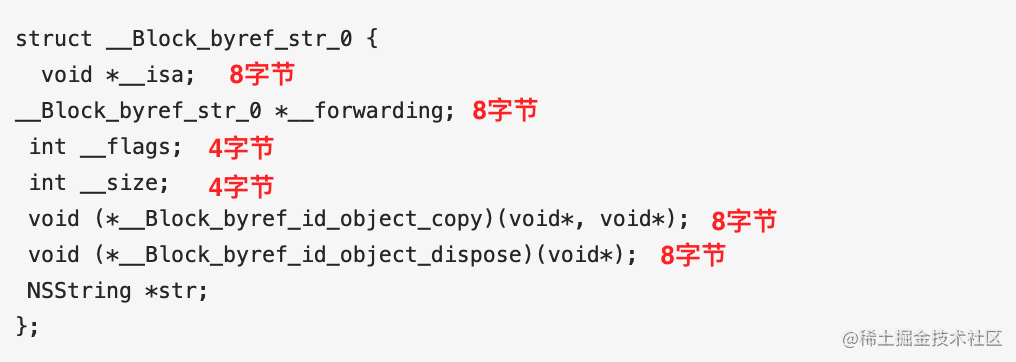 struct __Block_byref_str_0 {
void *__isa; 8字节
__Block_byref_str_0 *__forwarding; 8字节
int __flags; 4字节
int __size; 4字节
void (*__Block_byref_id_object_copy)(void*, void*); 8字节
void (*__Block_byref_id_object_dispose)(void*); 8字节
NSString *str;
};
@稀土掘金技术社区